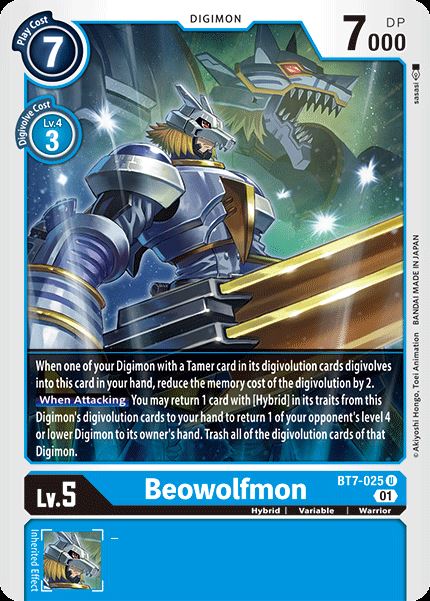 Play Cost
7
DIGIMON
7000
DP
sasasi
Digivolve Cost
Lv.4
3
© Akiyoshi Hongo, Toei Animation BANDAI MADE IN JAPAN
When one of your Digimon with a Tamer card in its digivolution cards digivolves
into this card in your hand, reduce the memory cost of the digivolution by 2.
When Attacking You may return 1 card with [Hybrid] in its traits from this
Digimon's digivolution cards to your hand to return 1 of your opponent's level 4
or lower Digimon to its owner's hand. Trash all of the digivolution cards of that
Digimon.
Lv.5
Beowolfmon
BT7-025 U
01
Hybrid | Variable | Warrior
Inherited Effect
–